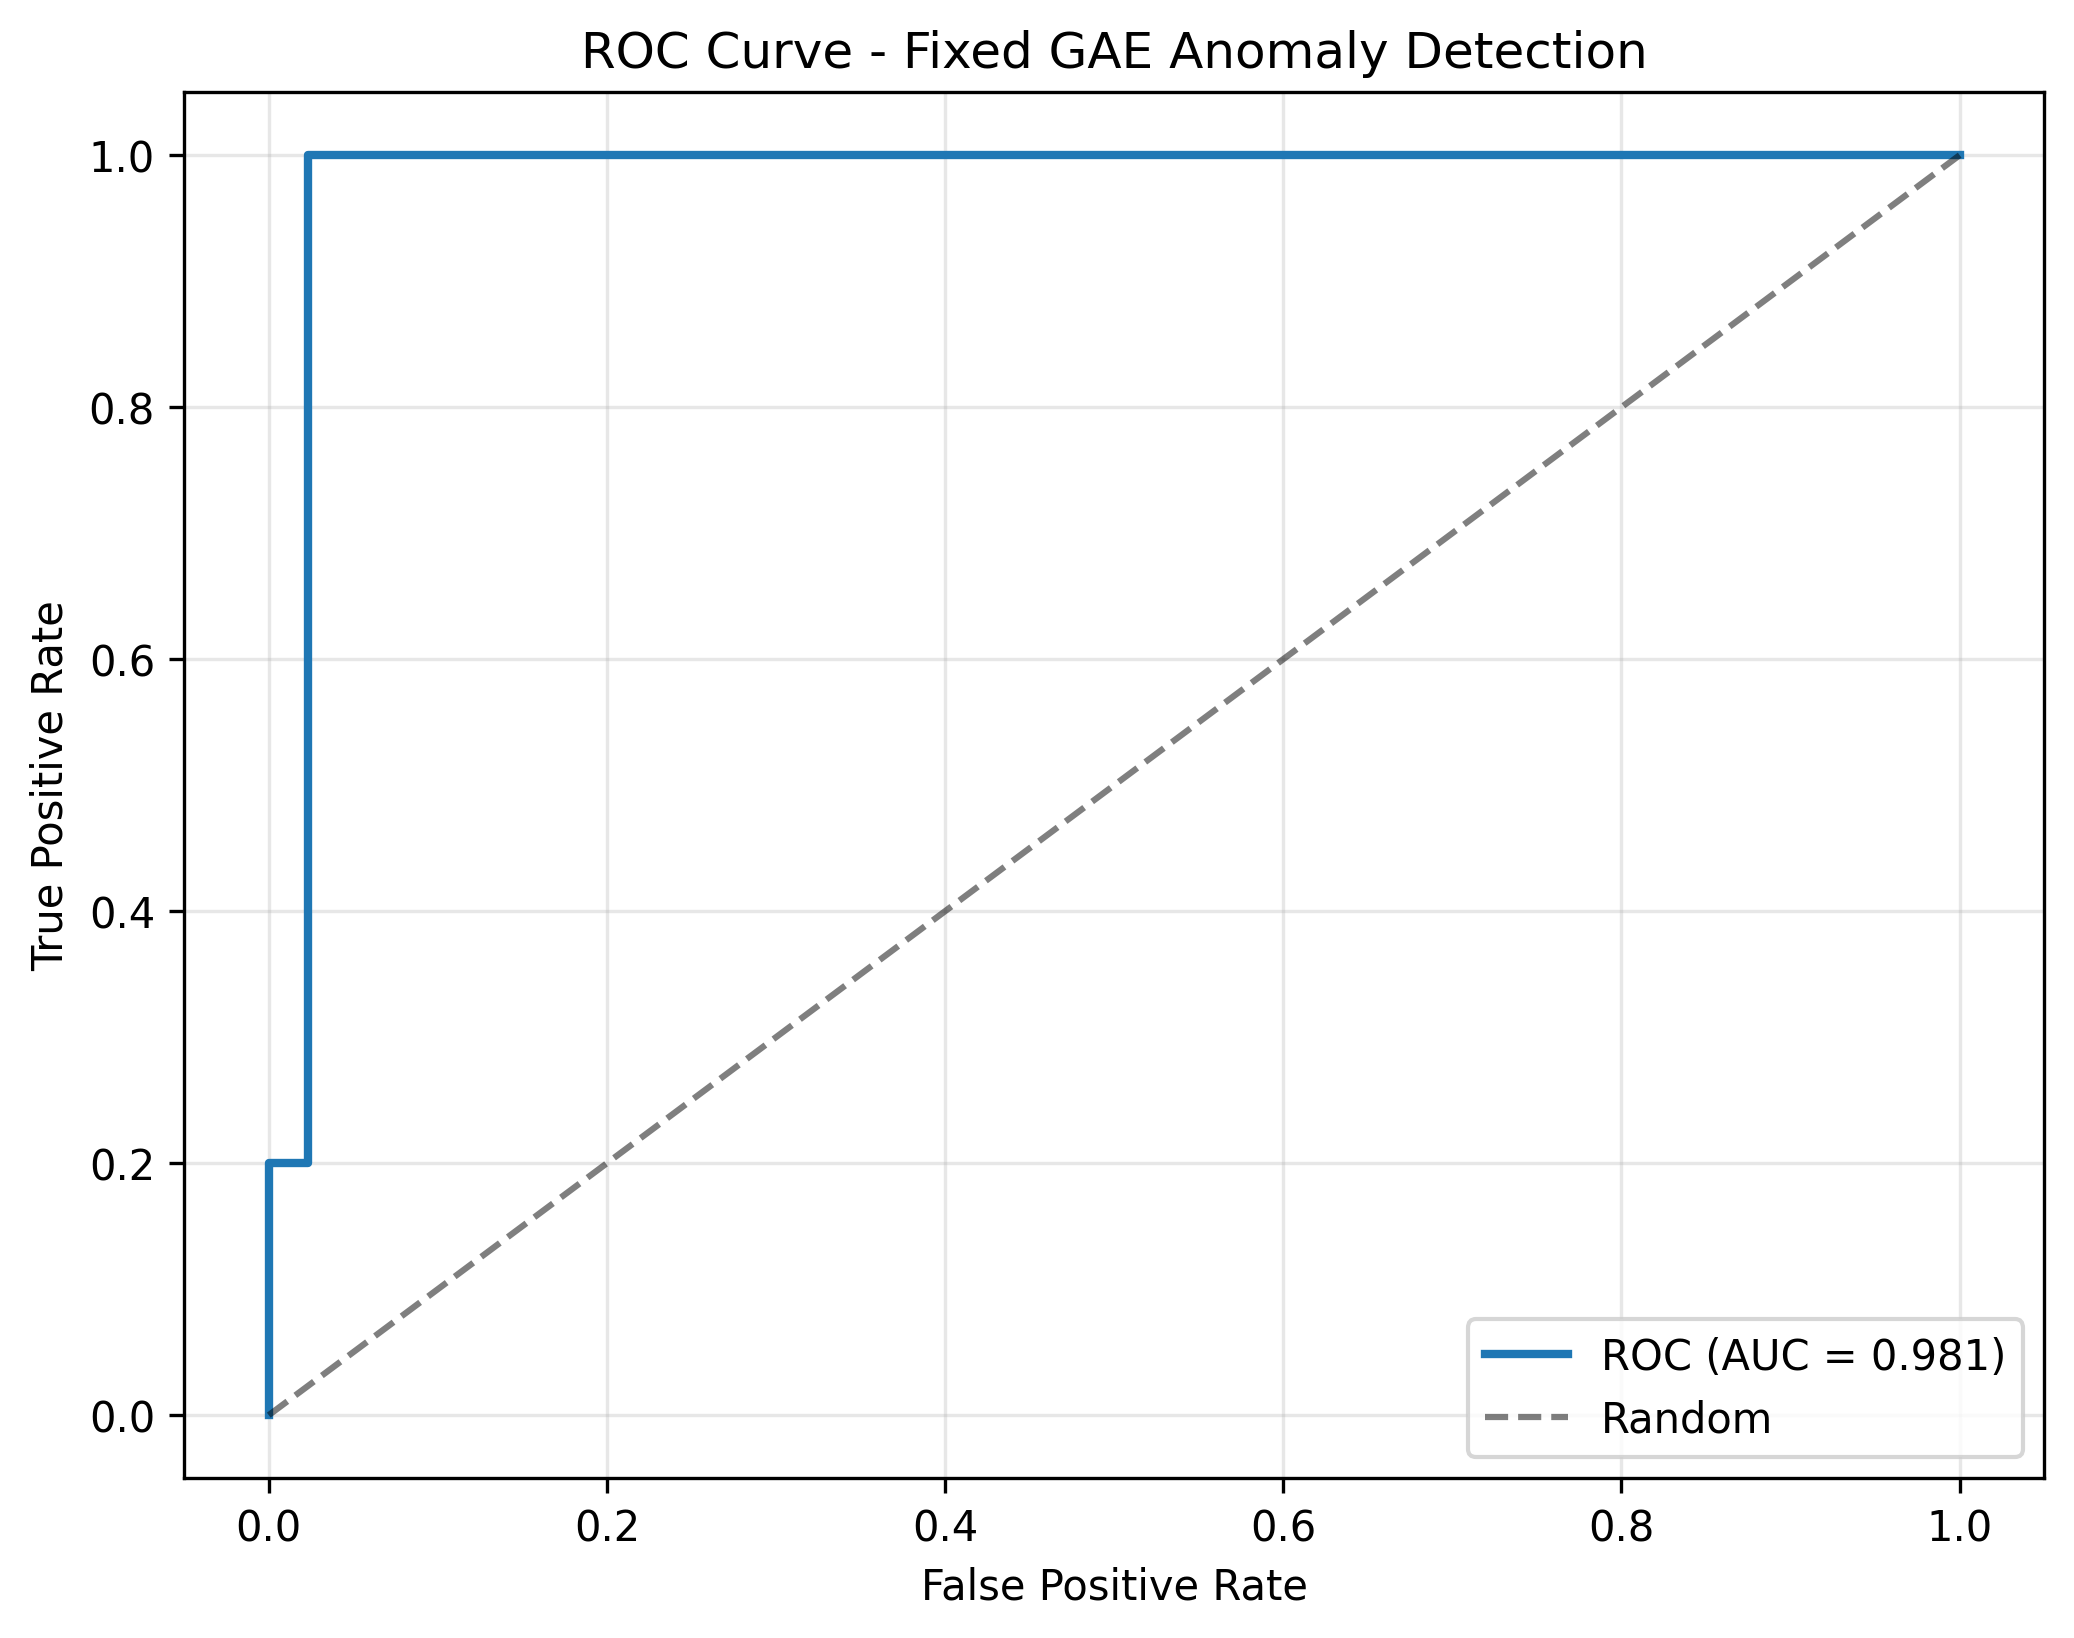 ROC Curve - Fixed GAE Anomaly Detection
True Positive Rate
1.0
0.8
0.6
0.4
0.2
0.0
0.0 0.2 0.4 0.6 0.8 1.0
False Positive Rate
ROC (AUC = 0.981)
Random